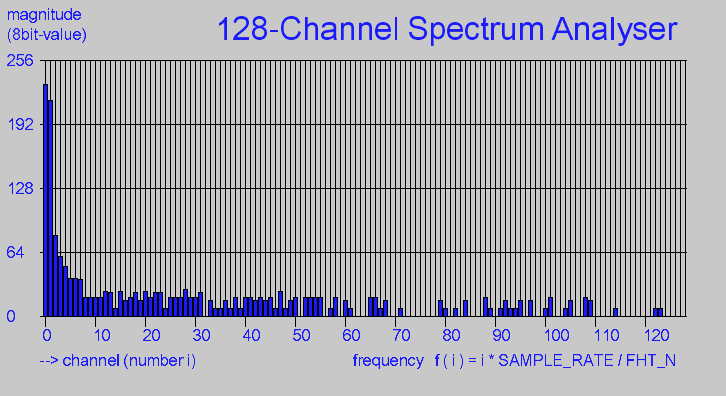 magnitude
(8bit-value)
128-Channel Spectrum Analyser
256
192
128
64
0
0 10 20 30 40 50 60 70 80 90 100 110 120
--> channel (number i)
frequency f ( i ) = i * SAMPLE_RATE / FHT_N